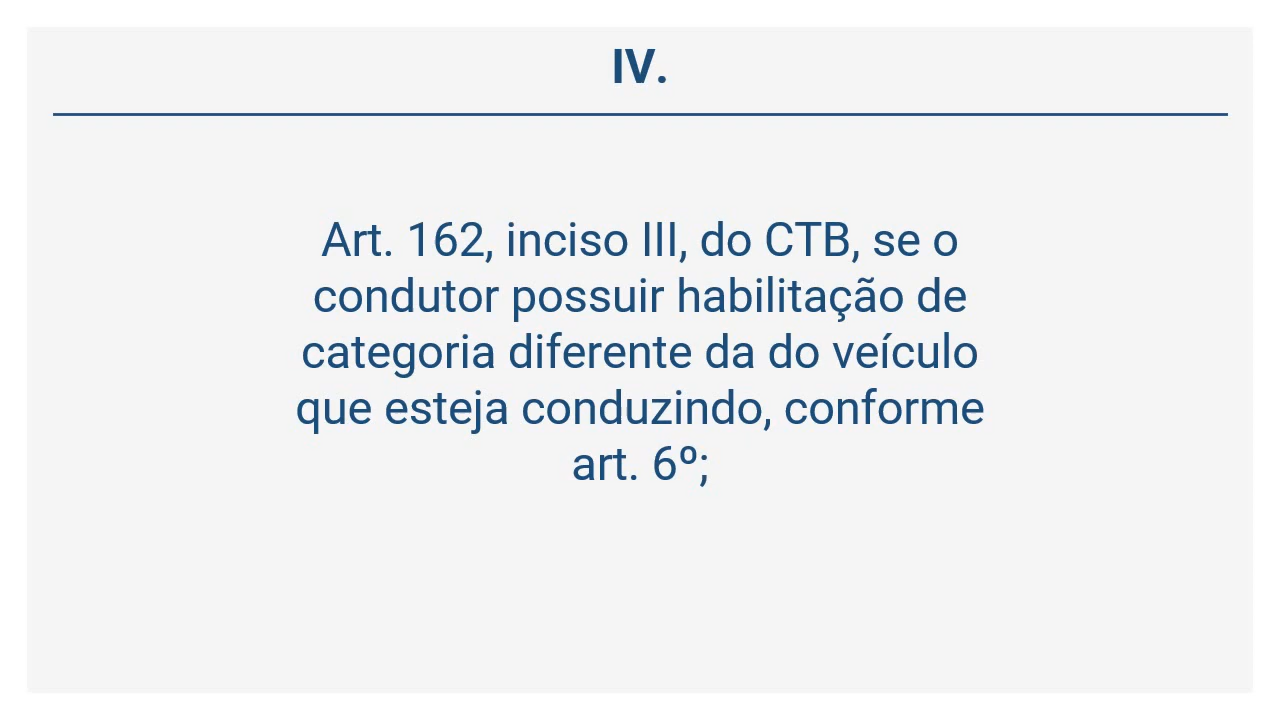 IV.
Art. 162, inciso III, do CTB, se o
condutor possuir habilitação de
categoria diferente da do veículo
que esteja conduzindo, conforme
art. 6º;